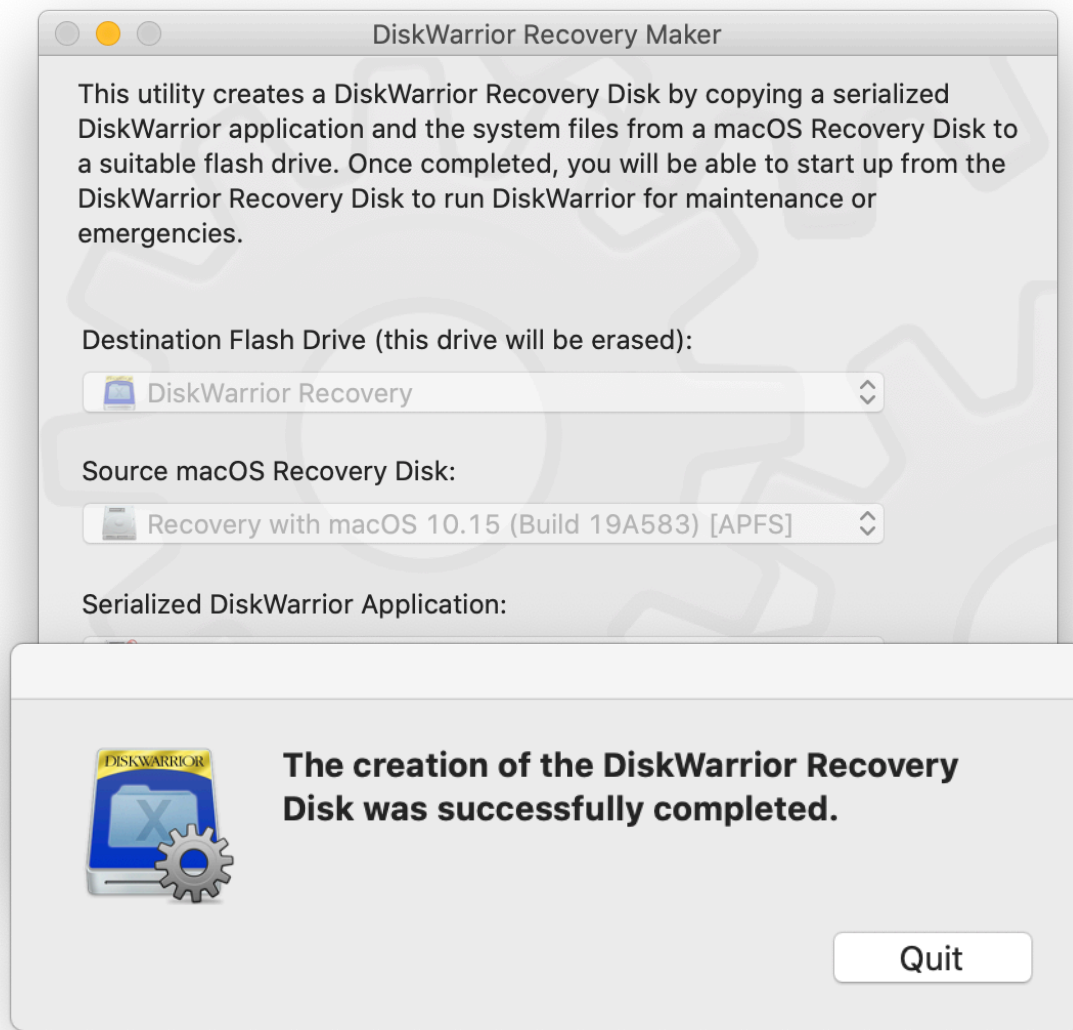 DiskWarrior Recovery Maker
This utility creates a DiskWarrior Recovery Disk by copying a serialized
DiskWarrior application and the system files from a macOS Recovery Disk to
a suitable flash drive. Once completed, you will be able to start up from the
DiskWarrior Recovery Disk to run DiskWarrior for maintenance or
emergencies.
Destination Flash Drive (this drive will be erased):
DiskWarrior Recovery
Source macOS Recovery Disk:
Recovery with macOS 10.15 (Build 19A583) [APFS]
Serialized DiskWarrior Application:
DISKWARRIOR
X
The creation of the DiskWarrior Recovery
Disk was successfully completed.
Quit